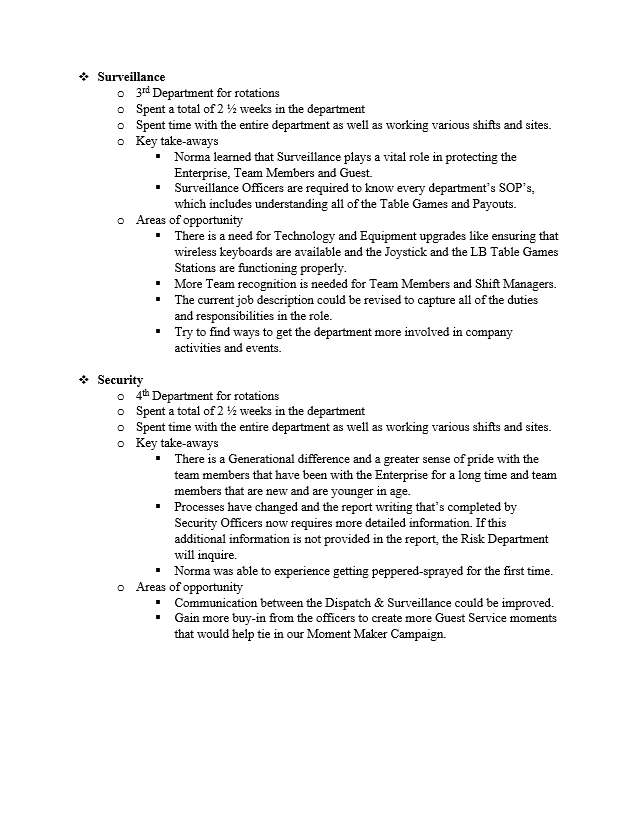 ❖ Surveillance
o 3rd Department for rotations
o Spent a total of 2 ½ weeks in the department
o Spent time with the entire department as well as working various shifts and sites.
o Key take-aways
▪ Norma learned that Surveillance plays a vital role in protecting the
Enterprise, Team Members and Guest.
▪ Surveillance Officers are required to know every department's SOP's,
which includes understanding all of the Table Games and Payouts.
o Areas of opportunity
▪ There is a need for Technology and Equipment upgrades like ensuring that
wireless keyboards are available and the Joystick and the LB Table Games
Stations are functioning properly.
▪ More Team recognition is needed for Team Members and Shift Managers.
▪ The current job description could be revised to capture all of the duties
and responsibilities in the role.
▪ Try to find ways to get the department more involved in company
activities and events.
❖ Security
o 4th Department for rotations
o Spent a total of 2 ½ weeks in the department
o Spent time with the entire department as well as working various shifts and sites.
o Key take-aways
▪ There is a Generational difference and a greater sense of pride with the
team members that have been with the Enterprise for a long time and team
members that are new and are younger in age.
▪ Processes have changed and the report writing that's completed by
Security Officers now requires more detailed information. If this
additional information is not provided in the report, the Risk Department
will inquire.
▪ Norma was able to experience getting peppered-sprayed for the first time.
o Areas of opportunity
▪ Communication between the Dispatch & Surveillance could be improved.
▪ Gain more buy-in from the officers to create more Guest Service moments
that would help tie in our Moment Maker Campaign.